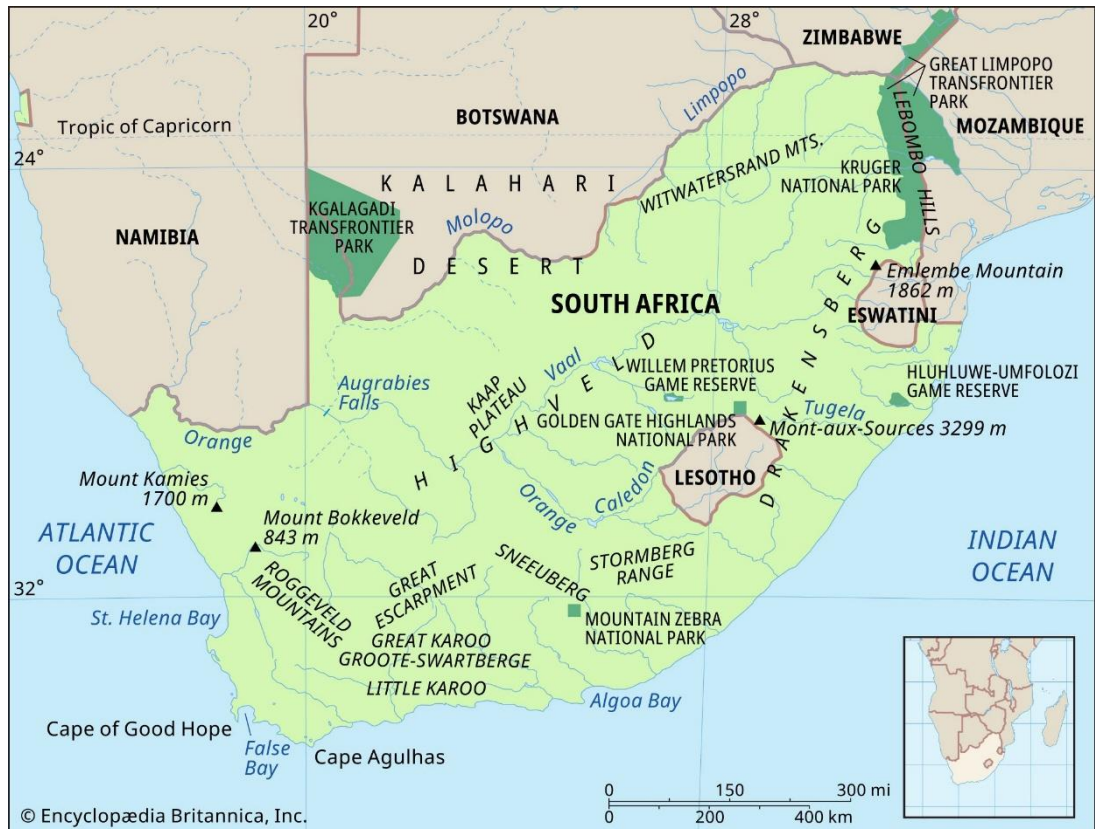 20°
28°
ZIMBABWE
GREAT LIMPOPO
TRANSFRONTIER
PARK
Limpopo
LEBOMBO HILLS
BOTSWANA
Tropic of Capricorn
MOZAMBIQUE
24°
WITWATERSRAND MTS.
KRUGER
NATIONAL PARK
KALAHARI
DESERT
KGALAGADI
TRANSFRONTIER
PARK
Molopo
NAMIBIA
Emlembe Mountain
1862 m
SOUTH AFRICA
ESWATINI
DRAKENSBERG
HIGHVELD
Vaal
WILLEM PRETORIUS
GAME RESERVE
HLUHLUWE-UMFOLOZI
GAME RESERVE
Augrabies
Falls
KAAP
PLATEAU
GOLDEN GATE HIGHLANDS
NATIONAL PARK
Tugela
Mont-aux-Sources 3299 m
Orange
Mount Kamies
1700 m
LESOTHO
Caledon
Orange
Mount Bokkeveld
843 m
ATLANTIC
OCEAN
INDIAN
OCEAN
STORMBERG
RANGE
SNEEUBERG
GREAT
ESCARPMENT
ROGGEVELD
MOUNTAINS
32°
St. Helena Bay
MOUNTAIN ZEBRA
NATIONAL PARK
GREAT KAROO
GROOTE-SWARTBERGE
LITTLE KAROO
Algoa Bay
Cape of Good Hope
False
Bay
Cape Agulhas
0 150 300 mi
0 200 400 km
© Encyclopædia Britannica, Inc.